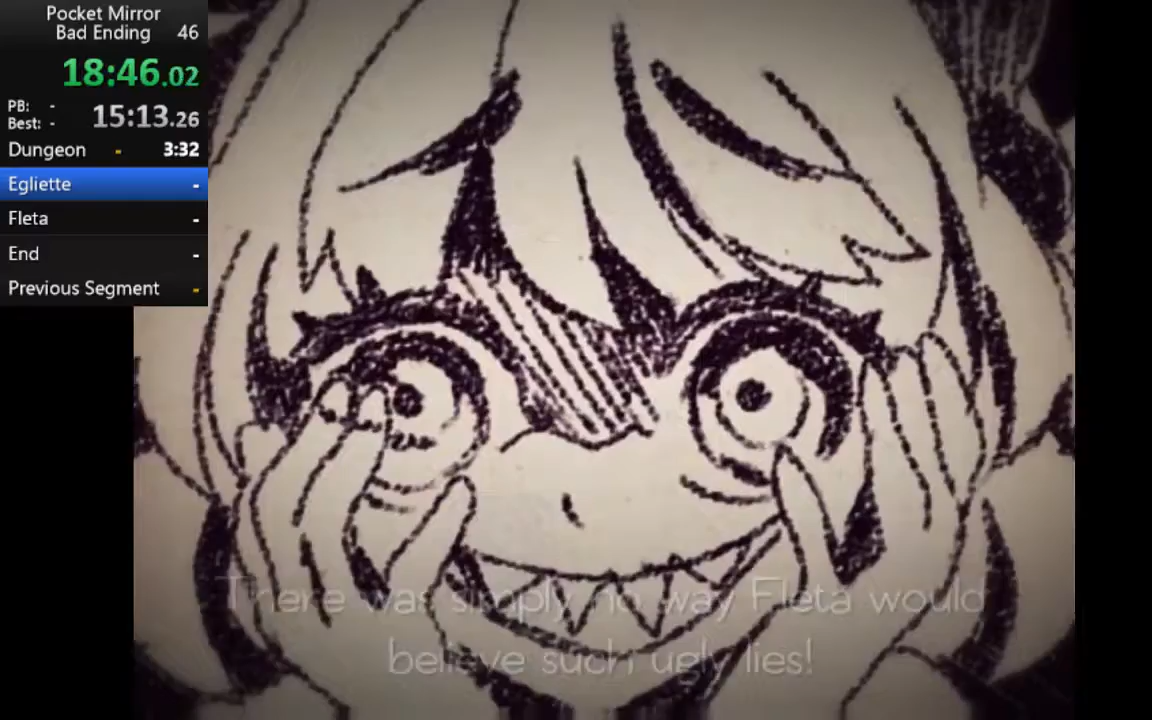 Pocket Mirror
Bad Ending 46
18:46.02
PB: -
Best: -
15:13.26
Dungeon - 3:32
Egliette -
Fleta -
End -
Previous Segment -
There was simply no way Fleta would
believe such ugly lies!